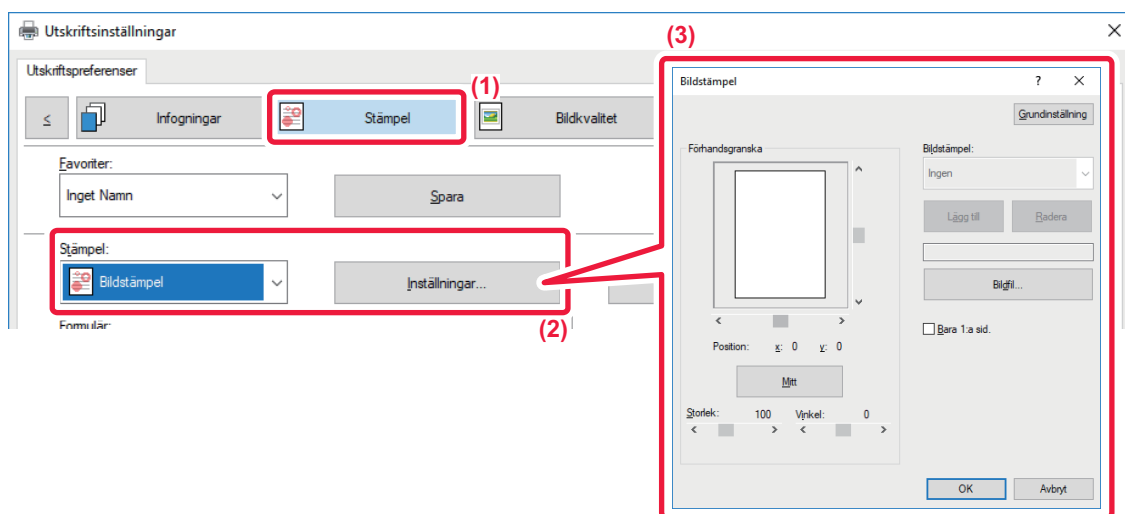 Utskriftsinställningar
Utskriftspreferenser
(1)
Infogningar
Stämpel
Bildkvalitet
Favoriter:
Inget Namn
Spara
Stämpel:
Bildstämpel
Inställningar...
(2)
Formulär:
(3)
Bildstämpel
?
Grundinställning
Förhandsgranska
Bildstämpel:
Ingen
Lägg till
Radera
Bildfil...
Bara 1:a sid.
Position: x: 0 y: 0
Mitt
Storlek: 100 Vinkel: 0
OK
Avbryt